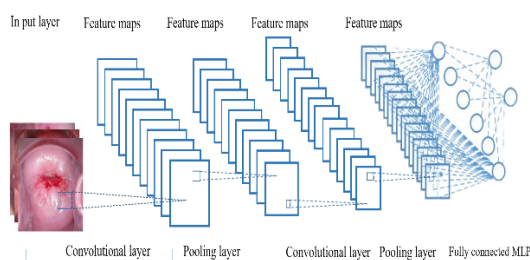 In put layer
Feature maps
Feature maps
Feature maps
Feature maps
Convolutional layer
Pooling layer
Convolutional layer
Pooling layer
Fully connected MLP